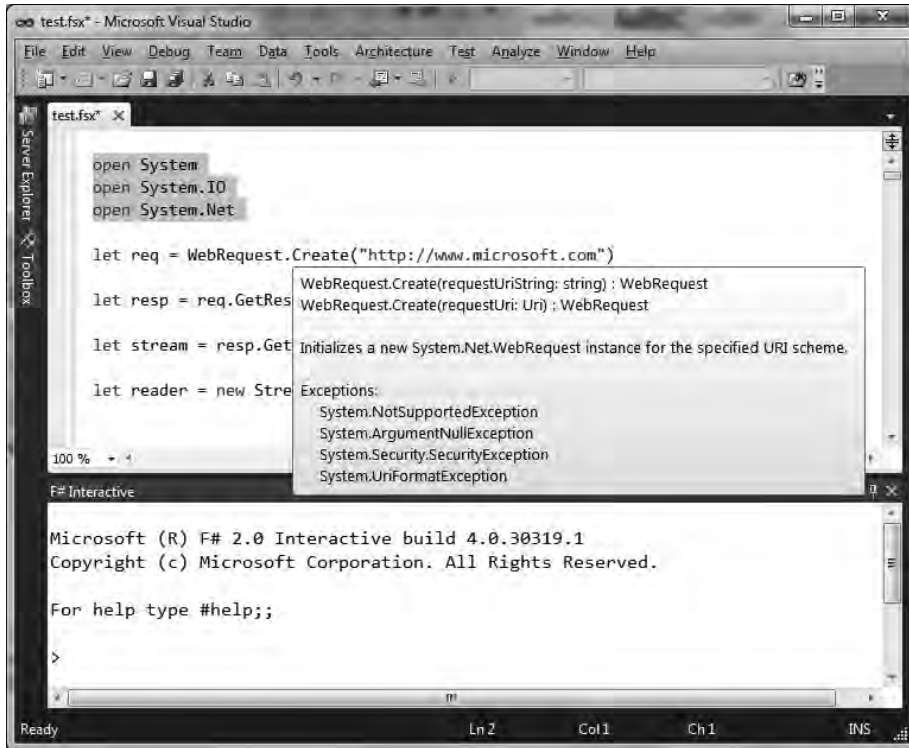 test.fsx* - Microsoft Visual Studio
File Edit View Debug Team Data Tools Architecture Test Analyze Window Help
Server Explorer
Toolbox
test.fsx*
open System
open System.IO
open System.Net
let req = WebRequest.Create("http://www.microsoft.com")
let resp = req.GetRes
let stream = resp.Get
let reader = new Stre
WebRequest.Create(requestUriString: string) : WebRequest
WebRequest.Create(requestUri: Uri) : WebRequest
Initializes a new System.Net.WebRequest instance for the specified URI scheme.
Exceptions:
System.NotSupportedException
System.ArgumentNullException
System.Security.SecurityException
System.UriFormatException
100 %
F# Interactive
Microsoft (R) F# 2.0 Interactive build 4.0.30319.1
Copyright (c) Microsoft Corporation. All Rights Reserved.
For help type #help;;
>
Ready Ln 2 Col 1 Ch 1 INS